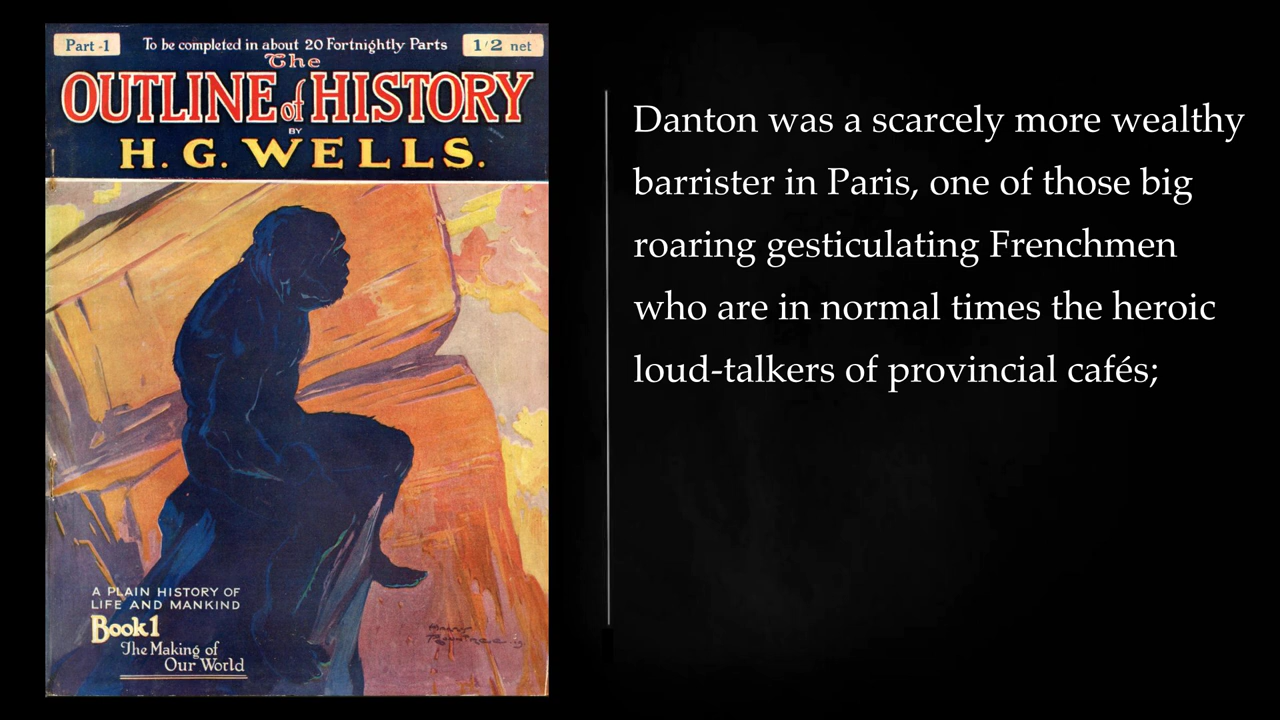 Part -1
To be completed in about 20 Fortnightly Parts
1/2 net
The
OUTLINE of HISTORY
BY
H. G. WELLS.
A PLAIN HISTORY OF
LIFE AND MANKIND
Book 1
The Making of
Our World
Danton was a scarcely more wealthy
barrister in Paris, one of those big
roaring gesticulating Frenchmen
who are in normal times the heroic
loud-talkers of provincial cafés;